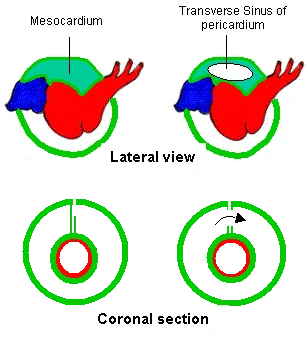 Mesocardium
Transverse Sinus of
pericardium
Lateral view
Coronal section